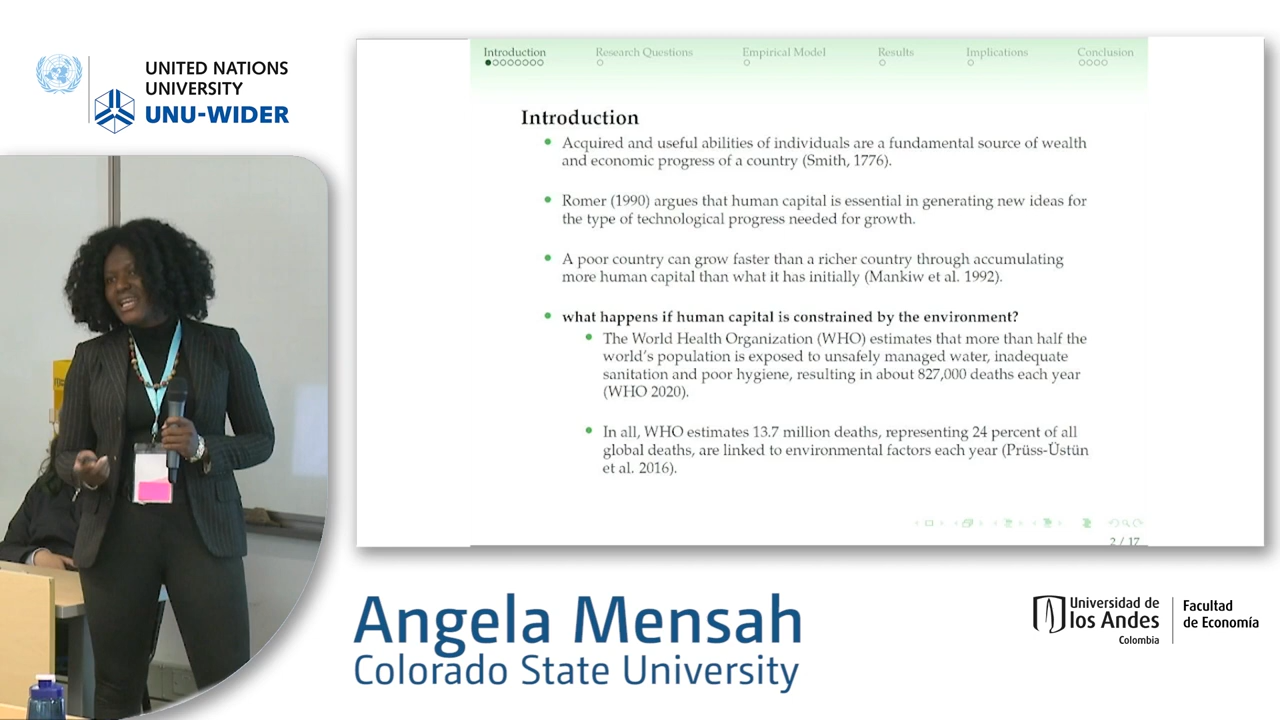 UNITED NATIONS
UNIVERSITY
UNU-WIDER
Introduction
Research Questions
Empirical Model
Results
Implications
Conclusion
Introduction
Acquired and useful abilities of individuals are a fundamental source of wealth
and economic progress of a country (Smith, 1776).
Romer (1990) argues that human capital is essential in generating new ideas for
the type of technological progress needed for growth.
A poor country can grow faster than a richer country through accumulating
more human capital than what it has initially (Mankiw et al. 1992).
what happens if human capital is constrained by the environment?
The World Health Organization (WHO) estimates that more than half the
world's population is exposed to unsafely managed water, inadequate
sanitation and poor hygiene, resulting in about 827,000 deaths each year
(WHO 2020).
In all, WHO estimates 13.7 million deaths, representing 24 percent of all
global deaths, are linked to environmental factors each year (Prüss-Üstün
et al. 2016).
2 / 17
Angela Mensah
Colorado State University
Universidad de
los Andes
Colombia
Facultad
de Economía